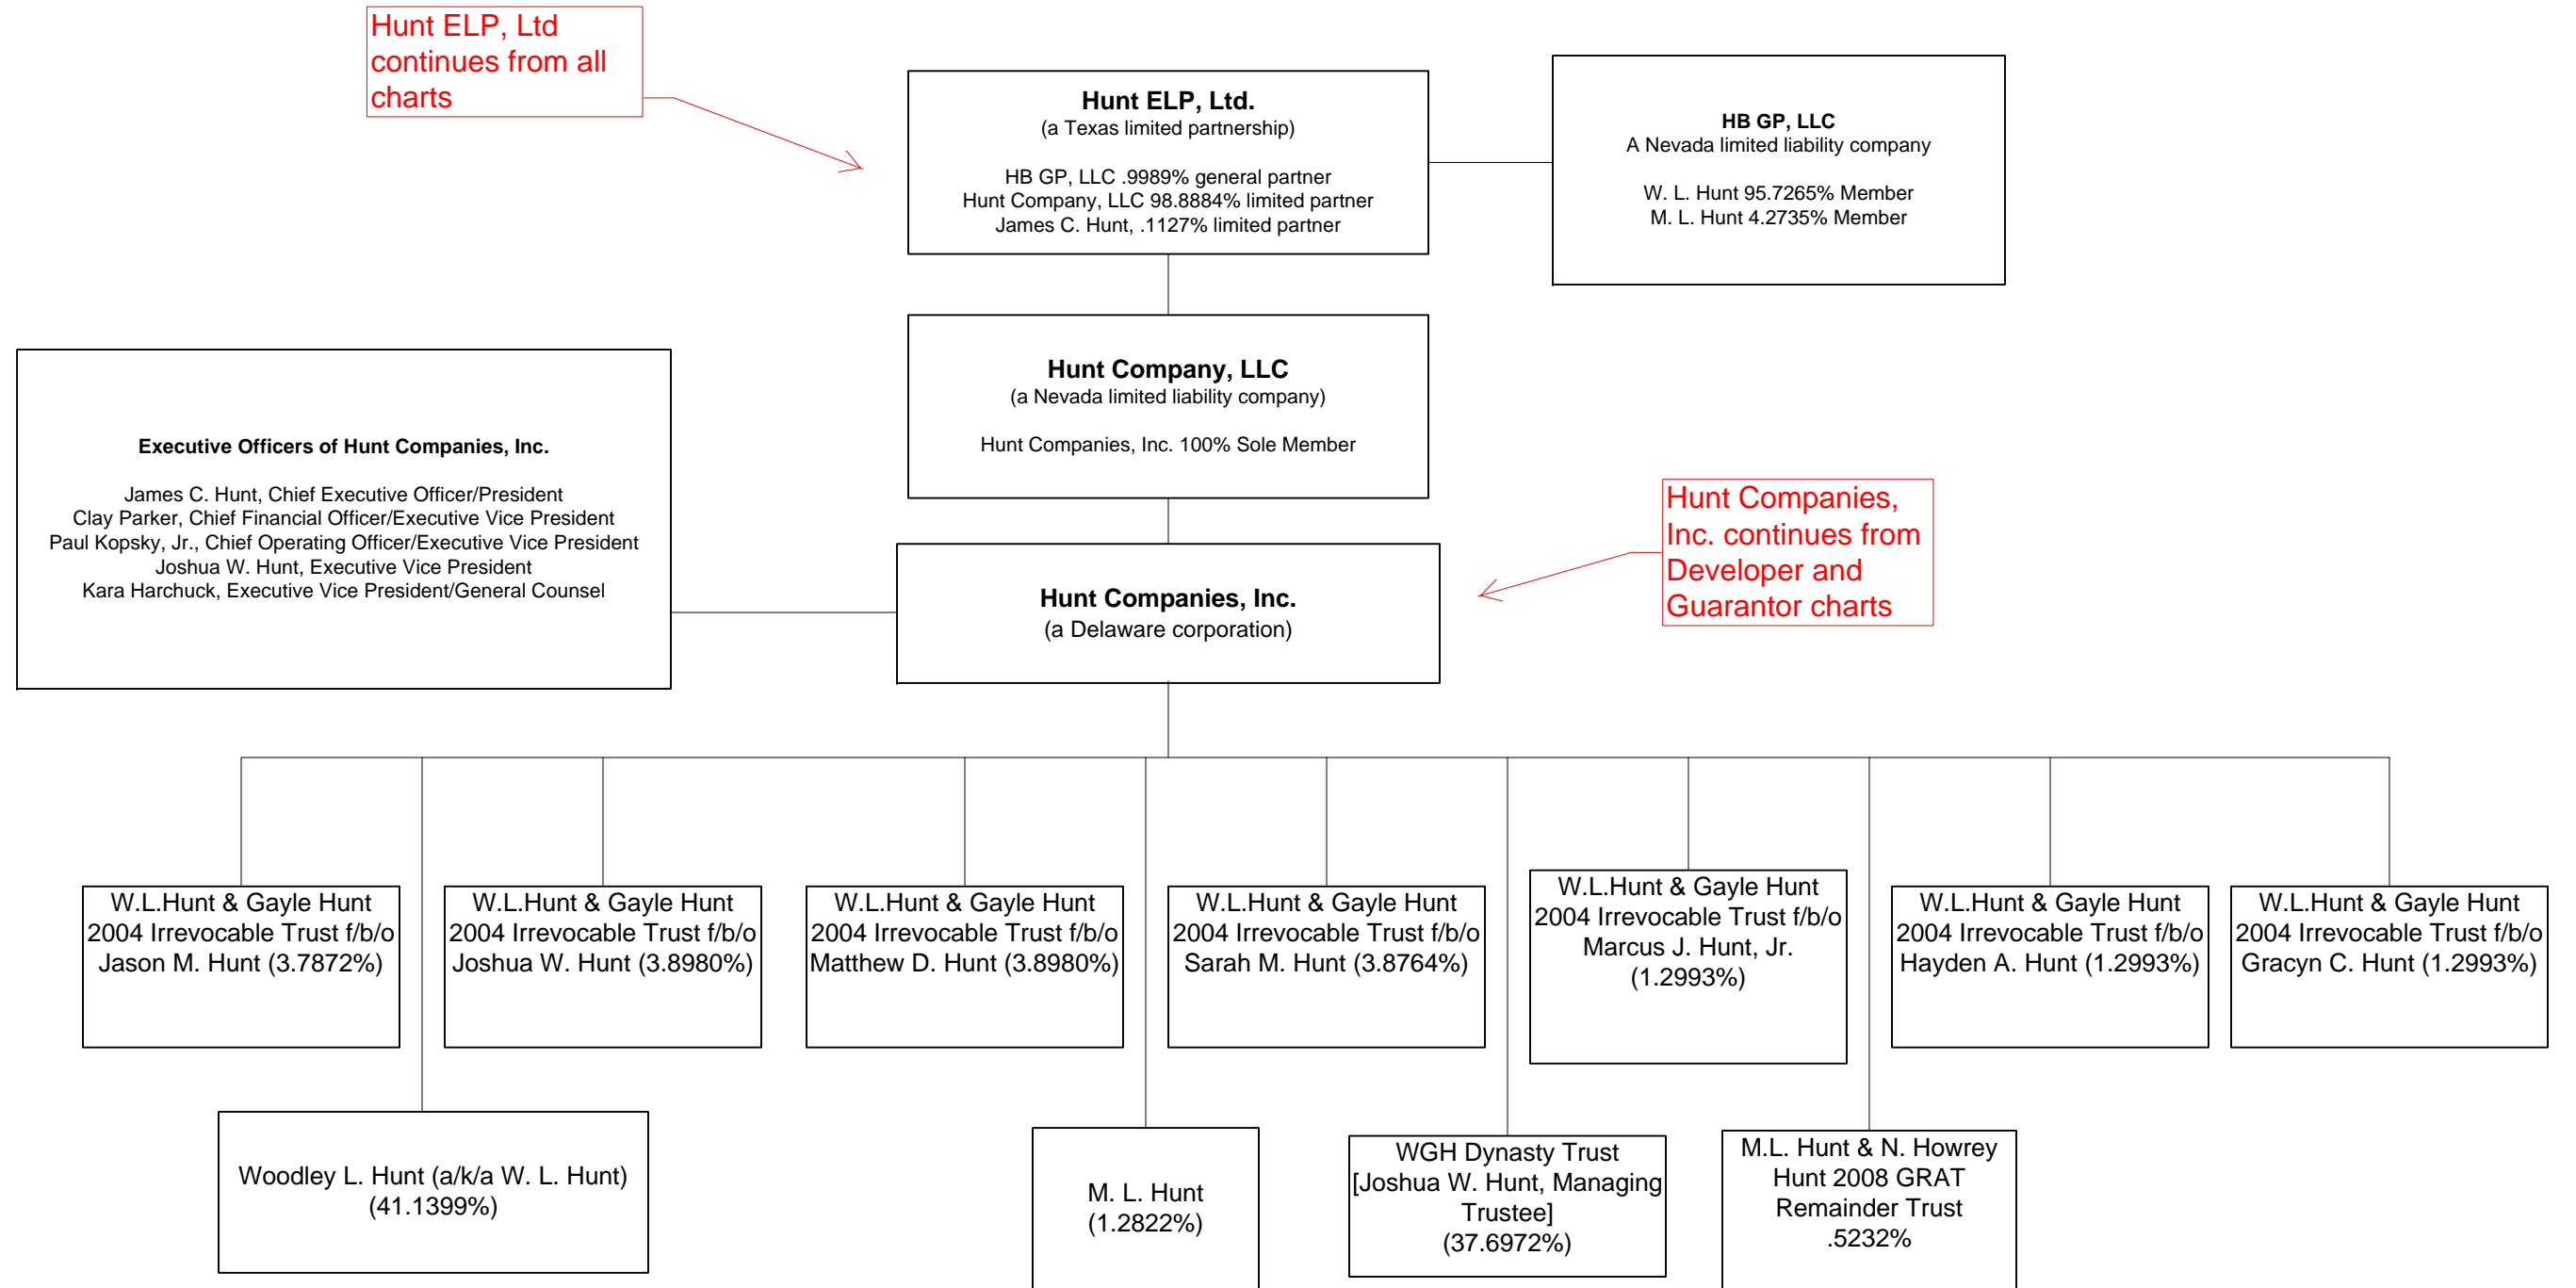 Hunt ELP, Ltd
continues from all
charts
Hunt ELP, Ltd.
(a Texas limited partnership)
HB GP, LLC .9989% general partner
Hunt Company, LLC 98.8884% limited partner
James C. Hunt, .1127% limited partner
HB GP, LLC
A Nevada limited liability company
W. L. Hunt 95.7265% Member
M. L. Hunt 4.2735% Member
Hunt Company, LLC
(a Nevada limited liability company)
Hunt Companies, Inc. 100% Sole Member
Executive Officers of Hunt Companies, Inc.
James C. Hunt, Chief Executive Officer/President
Clay Parker, Chief Financial Officer/Executive Vice President
Paul Kopsky, Jr., Chief Operating Officer/Executive Vice President
Joshua W. Hunt, Executive Vice President
Kara Harchuck, Executive Vice President/General Counsel
Hunt Companies,
Inc. continues from
Developer and
Guarantor charts
Hunt Companies, Inc.
(a Delaware corporation)
W.L.Hunt & Gayle Hunt
2004 Irrevocable Trust f/b/o
Jason M. Hunt (3.7872%)
W.L.Hunt & Gayle Hunt
2004 Irrevocable Trust f/b/o
Joshua W. Hunt (3.8980%)
W.L.Hunt & Gayle Hunt
2004 Irrevocable Trust f/b/o
Matthew D. Hunt (3.8980%)
W.L.Hunt & Gayle Hunt
2004 Irrevocable Trust f/b/o
Sarah M. Hunt (3.8764%)
W.L.Hunt & Gayle Hunt
2004 Irrevocable Trust f/b/o
Marcus J. Hunt, Jr.
(1.2993%)
W.L.Hunt & Gayle Hunt
2004 Irrevocable Trust f/b/o
Hayden A. Hunt (1.2993%)
W.L.Hunt & Gayle Hunt
2004 Irrevocable Trust f/b/o
Gracyn C. Hunt (1.2993%)
Woodley L. Hunt (a/k/a W. L. Hunt)
(41.1399%)
M. L. Hunt
(1.2822%)
WGH Dynasty Trust
[Joshua W. Hunt, Managing
Trustee]
(37.6972%)
M.L. Hunt & N. Howrey
Hunt 2008 GRAT
Remainder Trust
.5232%